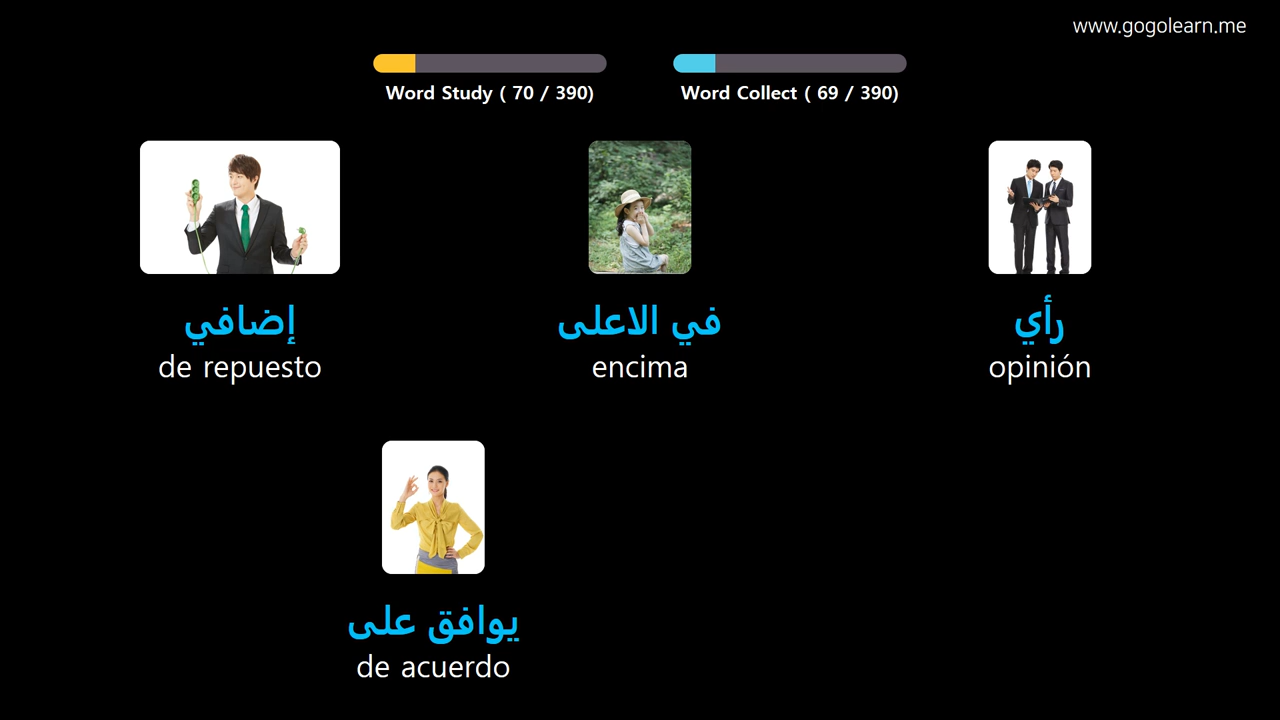 www.gogolearn.me
Word Study ( 70 / 390)
Word Collect ( 69 / 390)
إضافي
de repuesto
في الاعلى
encima
رأي
opinión
يوافق على
de acuerdo